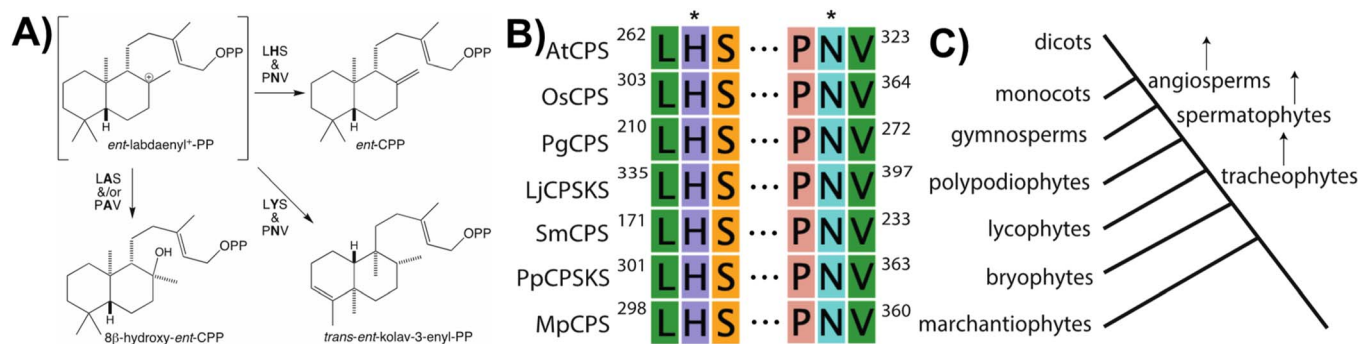 A)
OPP
H
ent-labdaenyl⁺-PP
LHS
&
PNV
OPP
H
ent-CPP
LAS
&/or
PAV
LYS
&
PNV
OPP
OH
H
8β-hydroxy-ent-CPP
OPP
H
trans-ent-kolav-3-enyl-PP
B)
* *
AtCPS 262 L H S ··· P N V 323
OsCPS 303 L H S ··· P N V 364
PgCPS 210 L H S ··· P N V 272
LjCPSKS 335 L H S ··· P N V 397
SmCPS 171 L H S ··· P N V 233
PpCPSKS 301 L H S ··· P N V 363
MpCPS 298 L H S ··· P N V 360
C)
dicots
angiosperms
monocots
spermatophytes
gymnosperms
tracheophytes
polypodiophytes
lycophytes
bryophytes
marchantiophytes